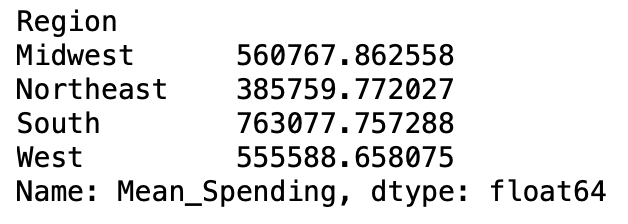 Region
Midwest      560767.862558
Northeast    385759.772027
South        763077.757288
West         555588.658075
Name: Mean_Spending, dtype: float64